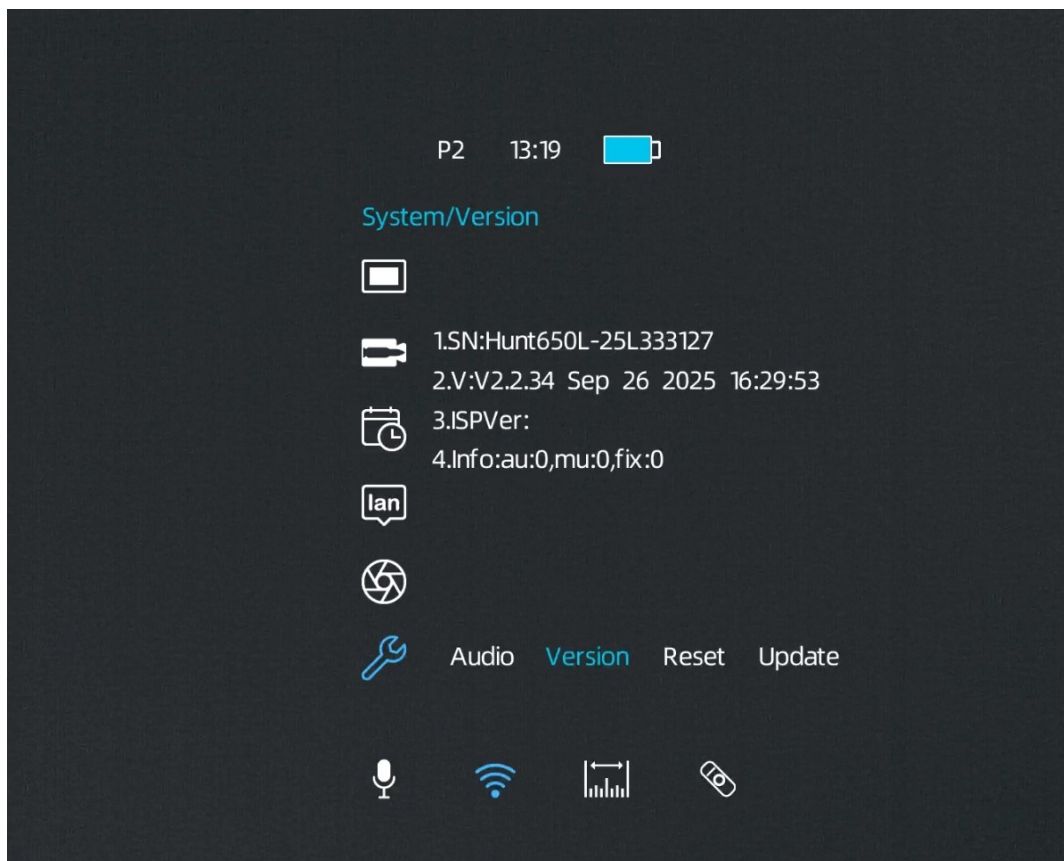 P2 13:19
System/Version
1.SN:Hunt650L-25L333127
2.V:V2.2.34 Sep 26 2025 16:29:53
3.ISPVer:
4.Info:au:0,mu:0,fix:0
lan
Audio Version Reset Update